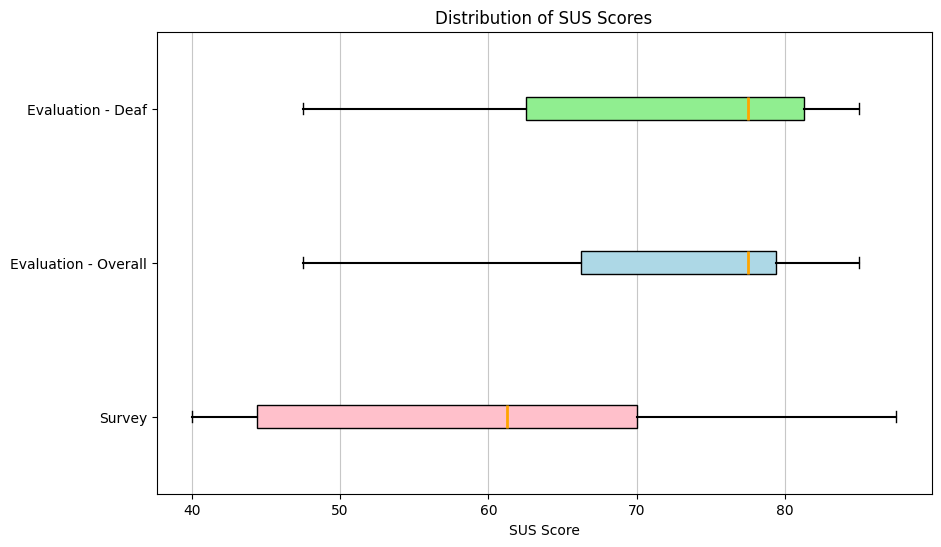 Distribution of SUS Scores
Evaluation - Deaf
Evaluation - Overall
Survey
40 50 60 70 80
SUS Score